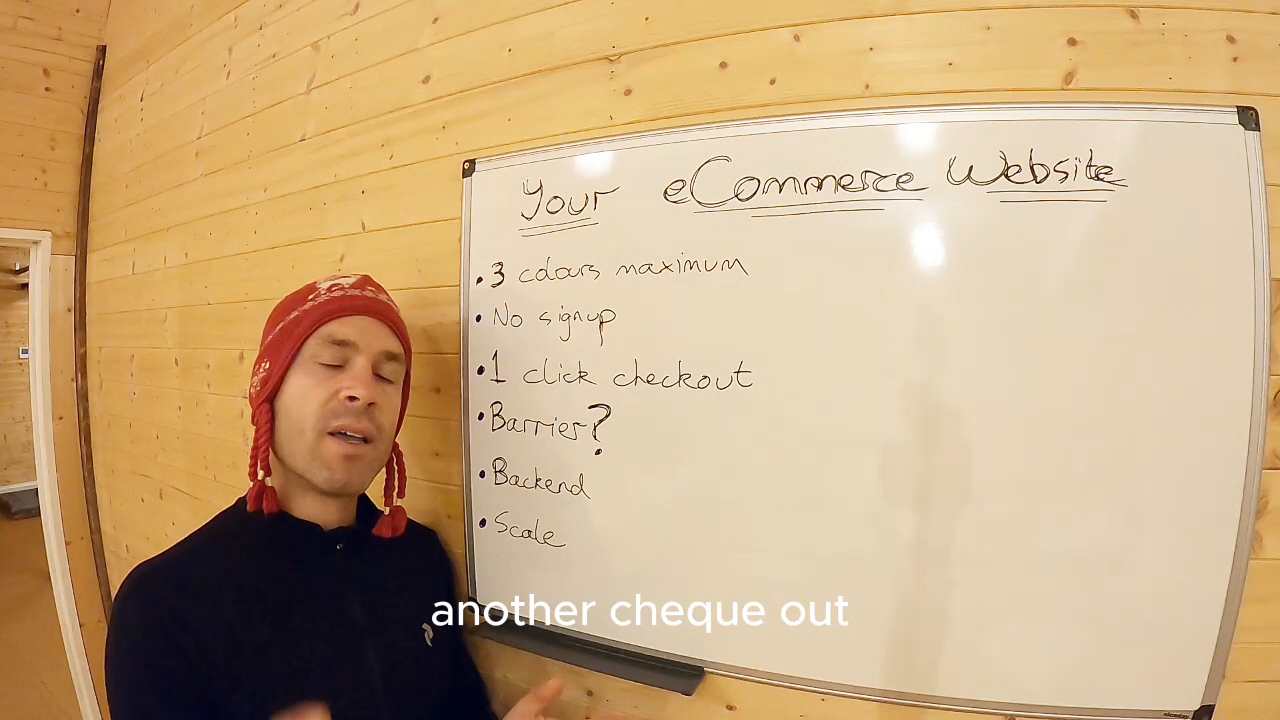 Your eCommerce Website
• 3 colours maximum
• No signup
• 1 click checkout
• Barrier?
• Backend
• Scale
another cheque out